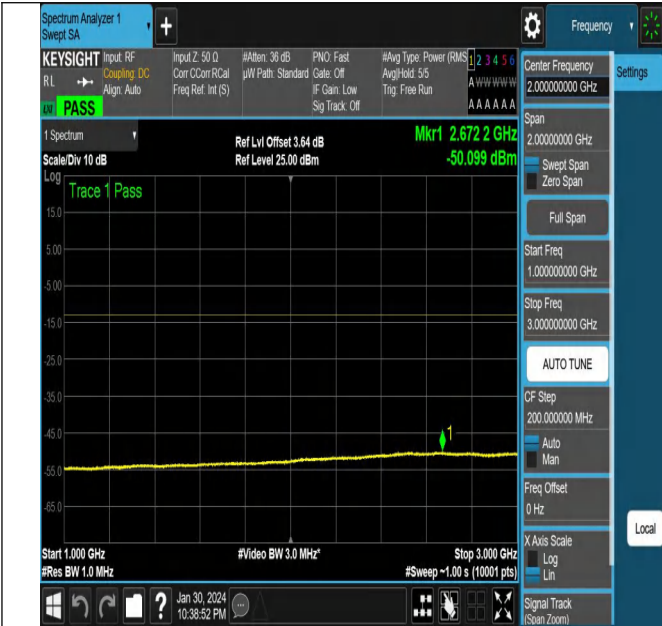 Spectrum Analyzer 1
Swept SA
+
Frequency
KEYSIGHT
RL
LXI
PASS
Input: RF
Coupling: DC
Align: Auto
Input Z: 50 Ω
Corr CCorr RCal
Freq Ref: Int (S)
#Atten: 36 dB
µW Path: Standard
PNO: Fast
Gate: Off
IF Gain: Low
Sig Track: Off
#Avg Type: Power (RMS
Avg|Hold: 5/5
Trig: Free Run
1 2 3 4 5 6
A W W W W W
A A A A A A
1 Spectrum
Scale/Div 10 dB
Ref Lvl Offset 3.64 dB
Ref Level 25.00 dBm
Mkr1 2.672 2 GHz
-50.099 dBm
Log
Trace 1 Pass
15.0
5.00
-5.00
-15.0
-25.0
-35.0
-45.0
-55.0
-65.0
1
Start 1.000 GHz
#Res BW 1.0 MHz
#Video BW 3.0 MHz*
Stop 3.000 GHz
#Sweep ~1.00 s (10001 pts)
Center Frequency
2.000000000 GHz
Settings
Span
2.00000000 GHz
Swept Span
Zero Span
Full Span
Start Freq
1.000000000 GHz
Stop Freq
3.000000000 GHz
AUTO TUNE
CF Step
200.000000 MHz
Auto
Man
Freq Offset
0 Hz
X Axis Scale
Log
Lin
Local
Signal Track
(Span Zoom)
?
Jan 30, 2024
10:38:52 PM